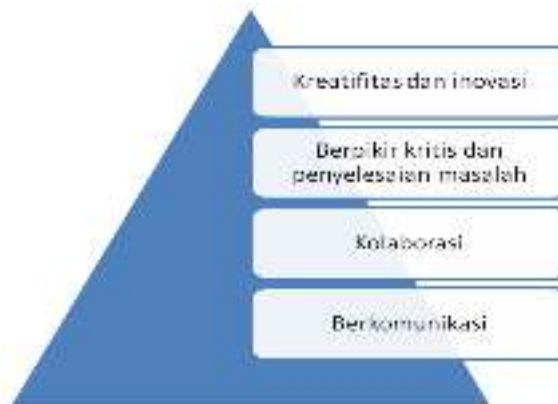 Kreatifitas dan inovasi
Berpikir kritis dan
penyelesaian masalah
Kolaborasi
Berkomunikasi